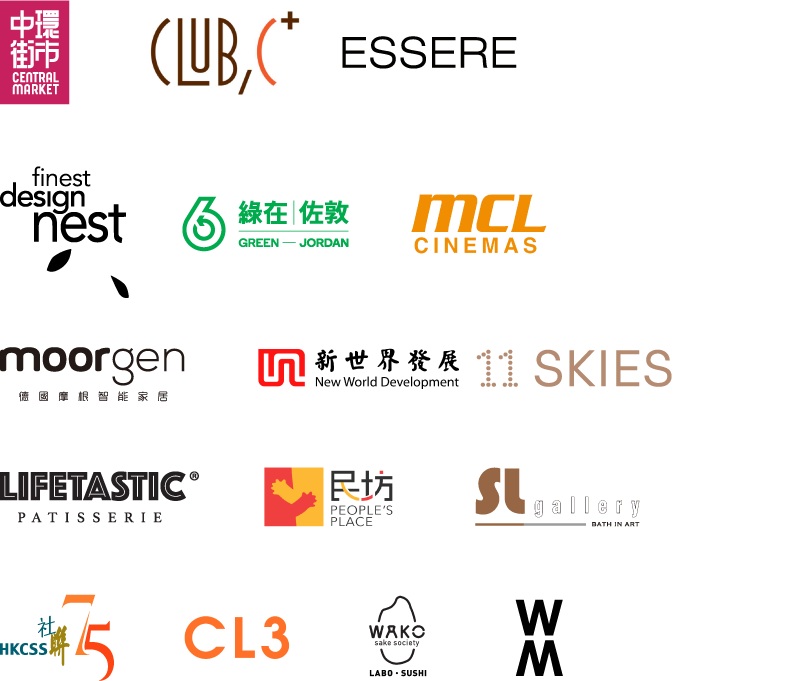 中環
街市
CENTRAL
MARKET
CLUB, C+
ESSERE
finest
design
nest
綠在 | 佐敦
GREEN — JORDAN
MCL
CINEMAS
moorgen
德國摩根智能家居
新世界發展
New World Development
11 SKIES
LIFETASTIC®
PATISSERIE
民坊
PEOPLE'S
PLACE
SL gallery
BATH IN ART
HKCSS 社聯 75
CL3
WAKO
sake society
LABO · SUSHI
W
M